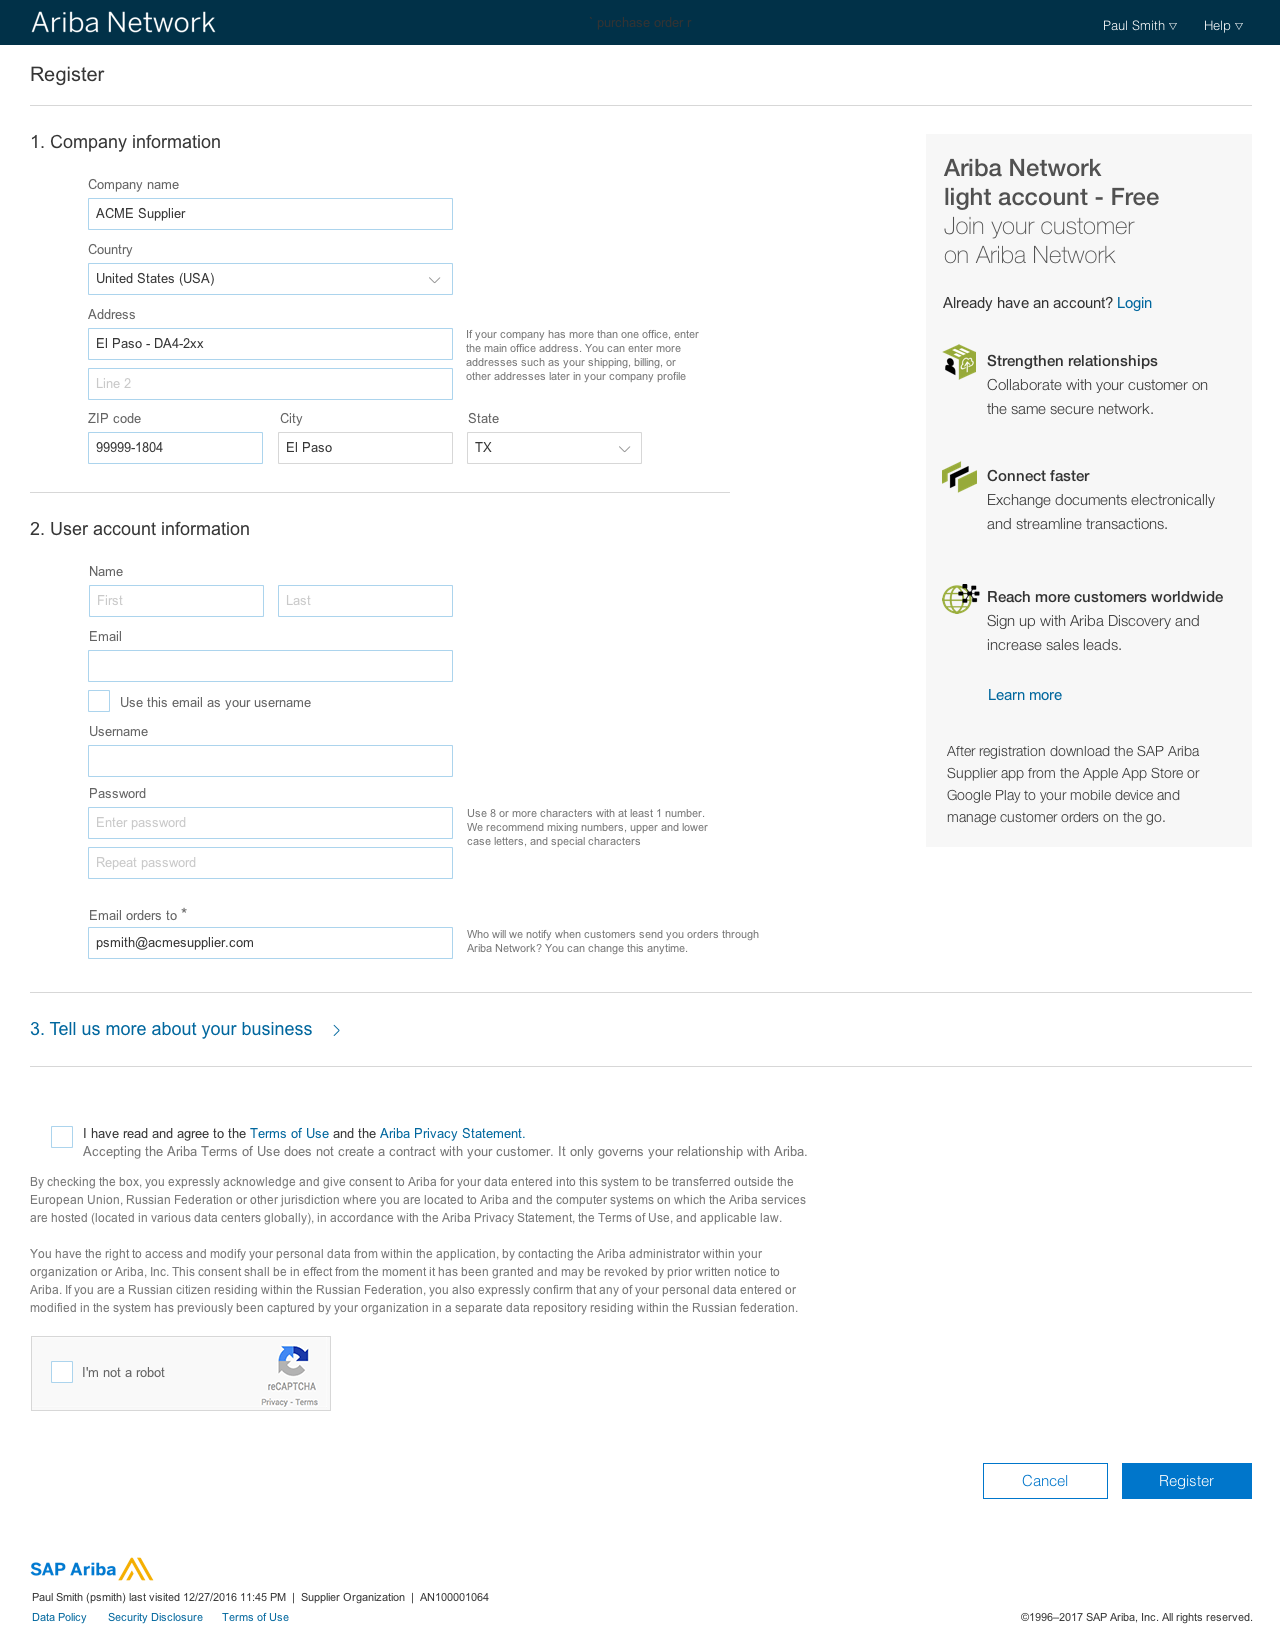 Ariba Network
purchase order r
Paul Smith
Help
Register
1. Company information
Company name
ACME Supplier
Country
United States (USA)
Address
El Paso - DA4-2xx
Line 2
If your company has more than one office, enter
the main office address. You can enter more
addresses such as your shipping, billing, or
other addresses later in your company profile
ZIP code
City
State
99999-1804
El Paso
TX
2. User account information
Name
First
Last
Email
Use this email as your username
Username
Password
Enter password
Repeat password
Use 8 or more characters with at least 1 number.
We recommend mixing numbers, upper and lower
case letters, and special characters
Email orders to *
psmith@acmesupplier.com
Who will we notify when customers send you orders through
Ariba Network? You can change this anytime.
Ariba Network
light account - Free
Join your customer
on Ariba Network
Already have an account? Login
Strengthen relationships
Collaborate with your customer on
the same secure network.
Connect faster
Exchange documents electronically
and streamline transactions.
Reach more customers worldwide
Sign up with Ariba Discovery and
increase sales leads.
Learn more
After registration download the SAP Ariba
Supplier app from the Apple App Store or
Google Play to your mobile device and
manage customer orders on the go.
3. Tell us more about your business
I have read and agree to the Terms of Use and the Ariba Privacy Statement.
Accepting the Ariba Terms of Use does not create a contract with your customer. It only governs your relationship with Ariba.
By checking the box, you expressly acknowledge and give consent to Ariba for your data entered into this system to be transferred outside the
European Union, Russian Federation or other jurisdiction where you are located to Ariba and the computer systems on which the Ariba services
are hosted (located in various data centers globally), in accordance with the Ariba Privacy Statement, the Terms of Use, and applicable law.
You have the right to access and modify your personal data from within the application, by contacting the Ariba administrator within your
organization or Ariba, Inc. This consent shall be in effect from the moment it has been granted and may be revoked by prior written notice to
Ariba. If you are a Russian citizen residing within the Russian Federation, you also expressly confirm that any of your personal data entered or
modified in the system has previously been captured by your organization in a separate data repository residing within the Russian federation.
I'm not a robot
reCAPTCHA
Privacy - Terms
Cancel
Register
SAP Ariba
Paul Smith (psmith) last visited 12/27/2016 11:45 PM | Supplier Organization | AN100001064
Data Policy
Security Disclosure
Terms of Use
©1996–2017 SAP Ariba, Inc. All rights reserved.